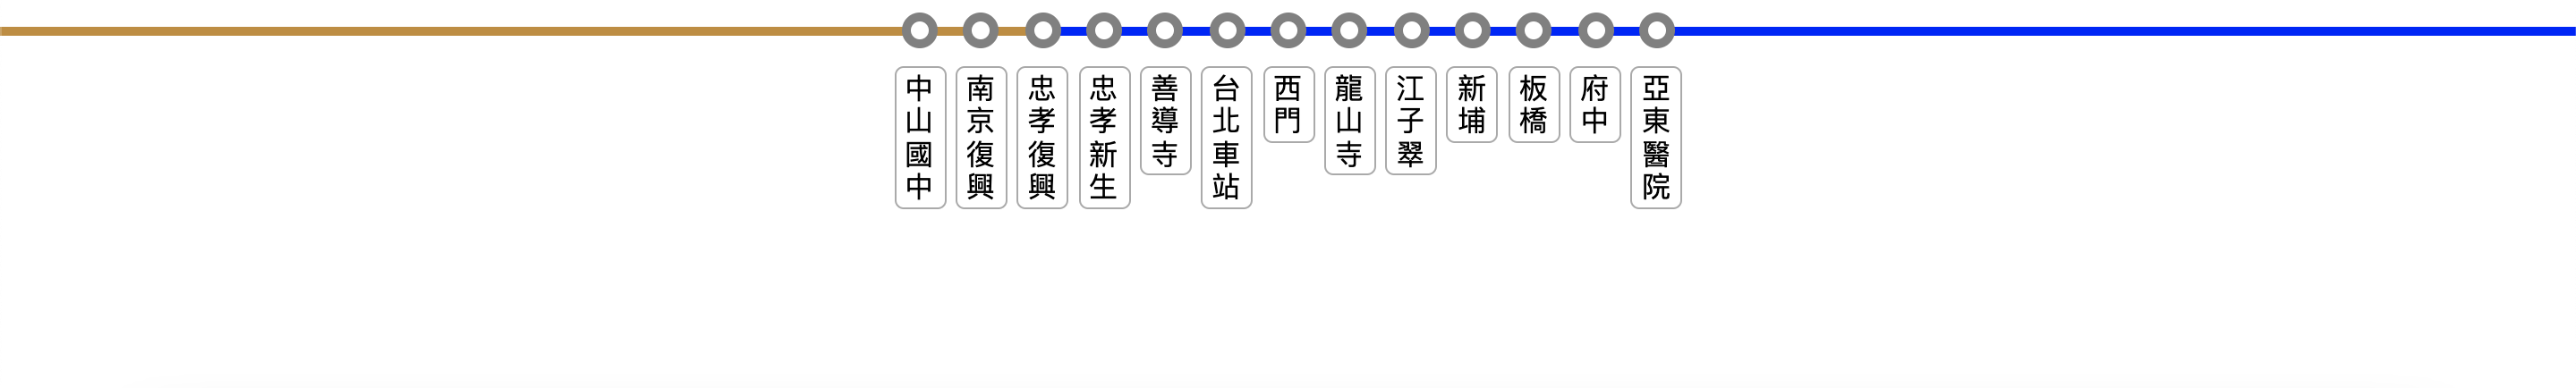 中山國中
南京復興
忠孝復興
忠孝新生
善導寺
台北車站
西門
龍山寺
江子翠
新埔
板橋
府中
亞東醫院